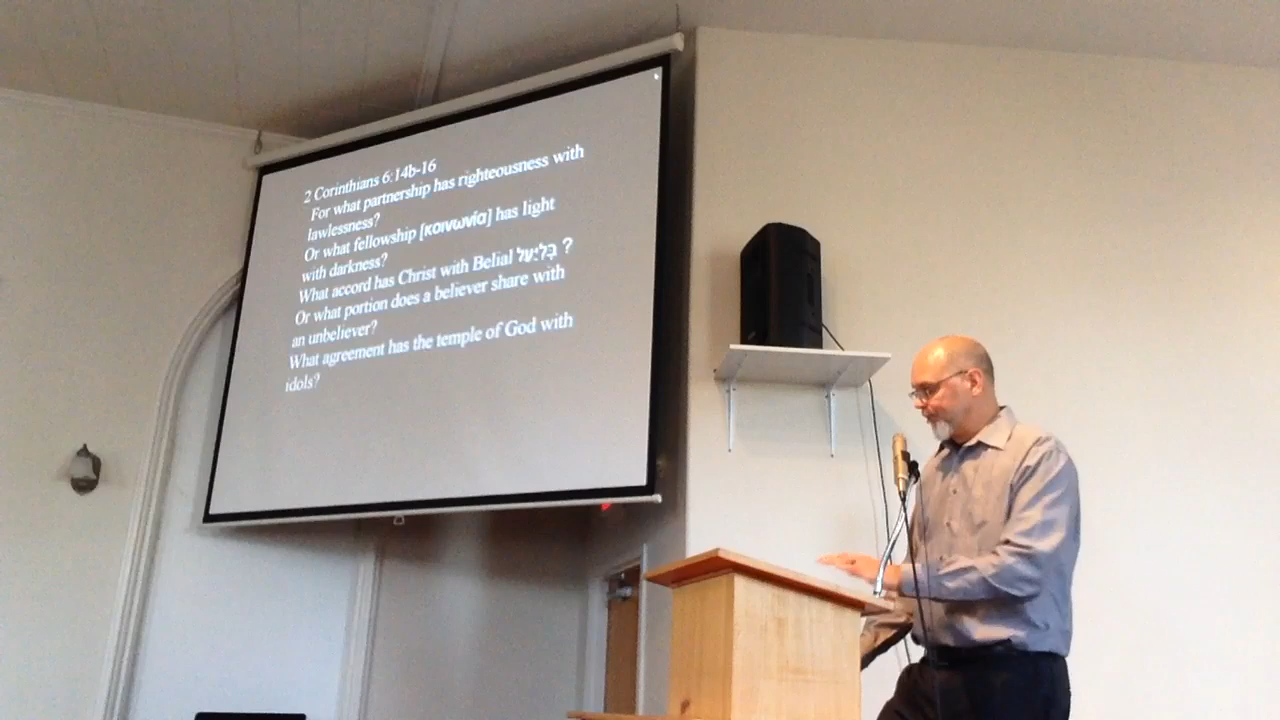 2 Corinthians 6:14b-16
For what partnership has righteousness with
lawlessness?
Or what fellowship [κοινωνία] has light
with darkness?
What accord has Christ with Belial בְּלִיַּעַל ?
Or what portion does a believer share with
an unbeliever?
What agreement has the temple of God with
idols?